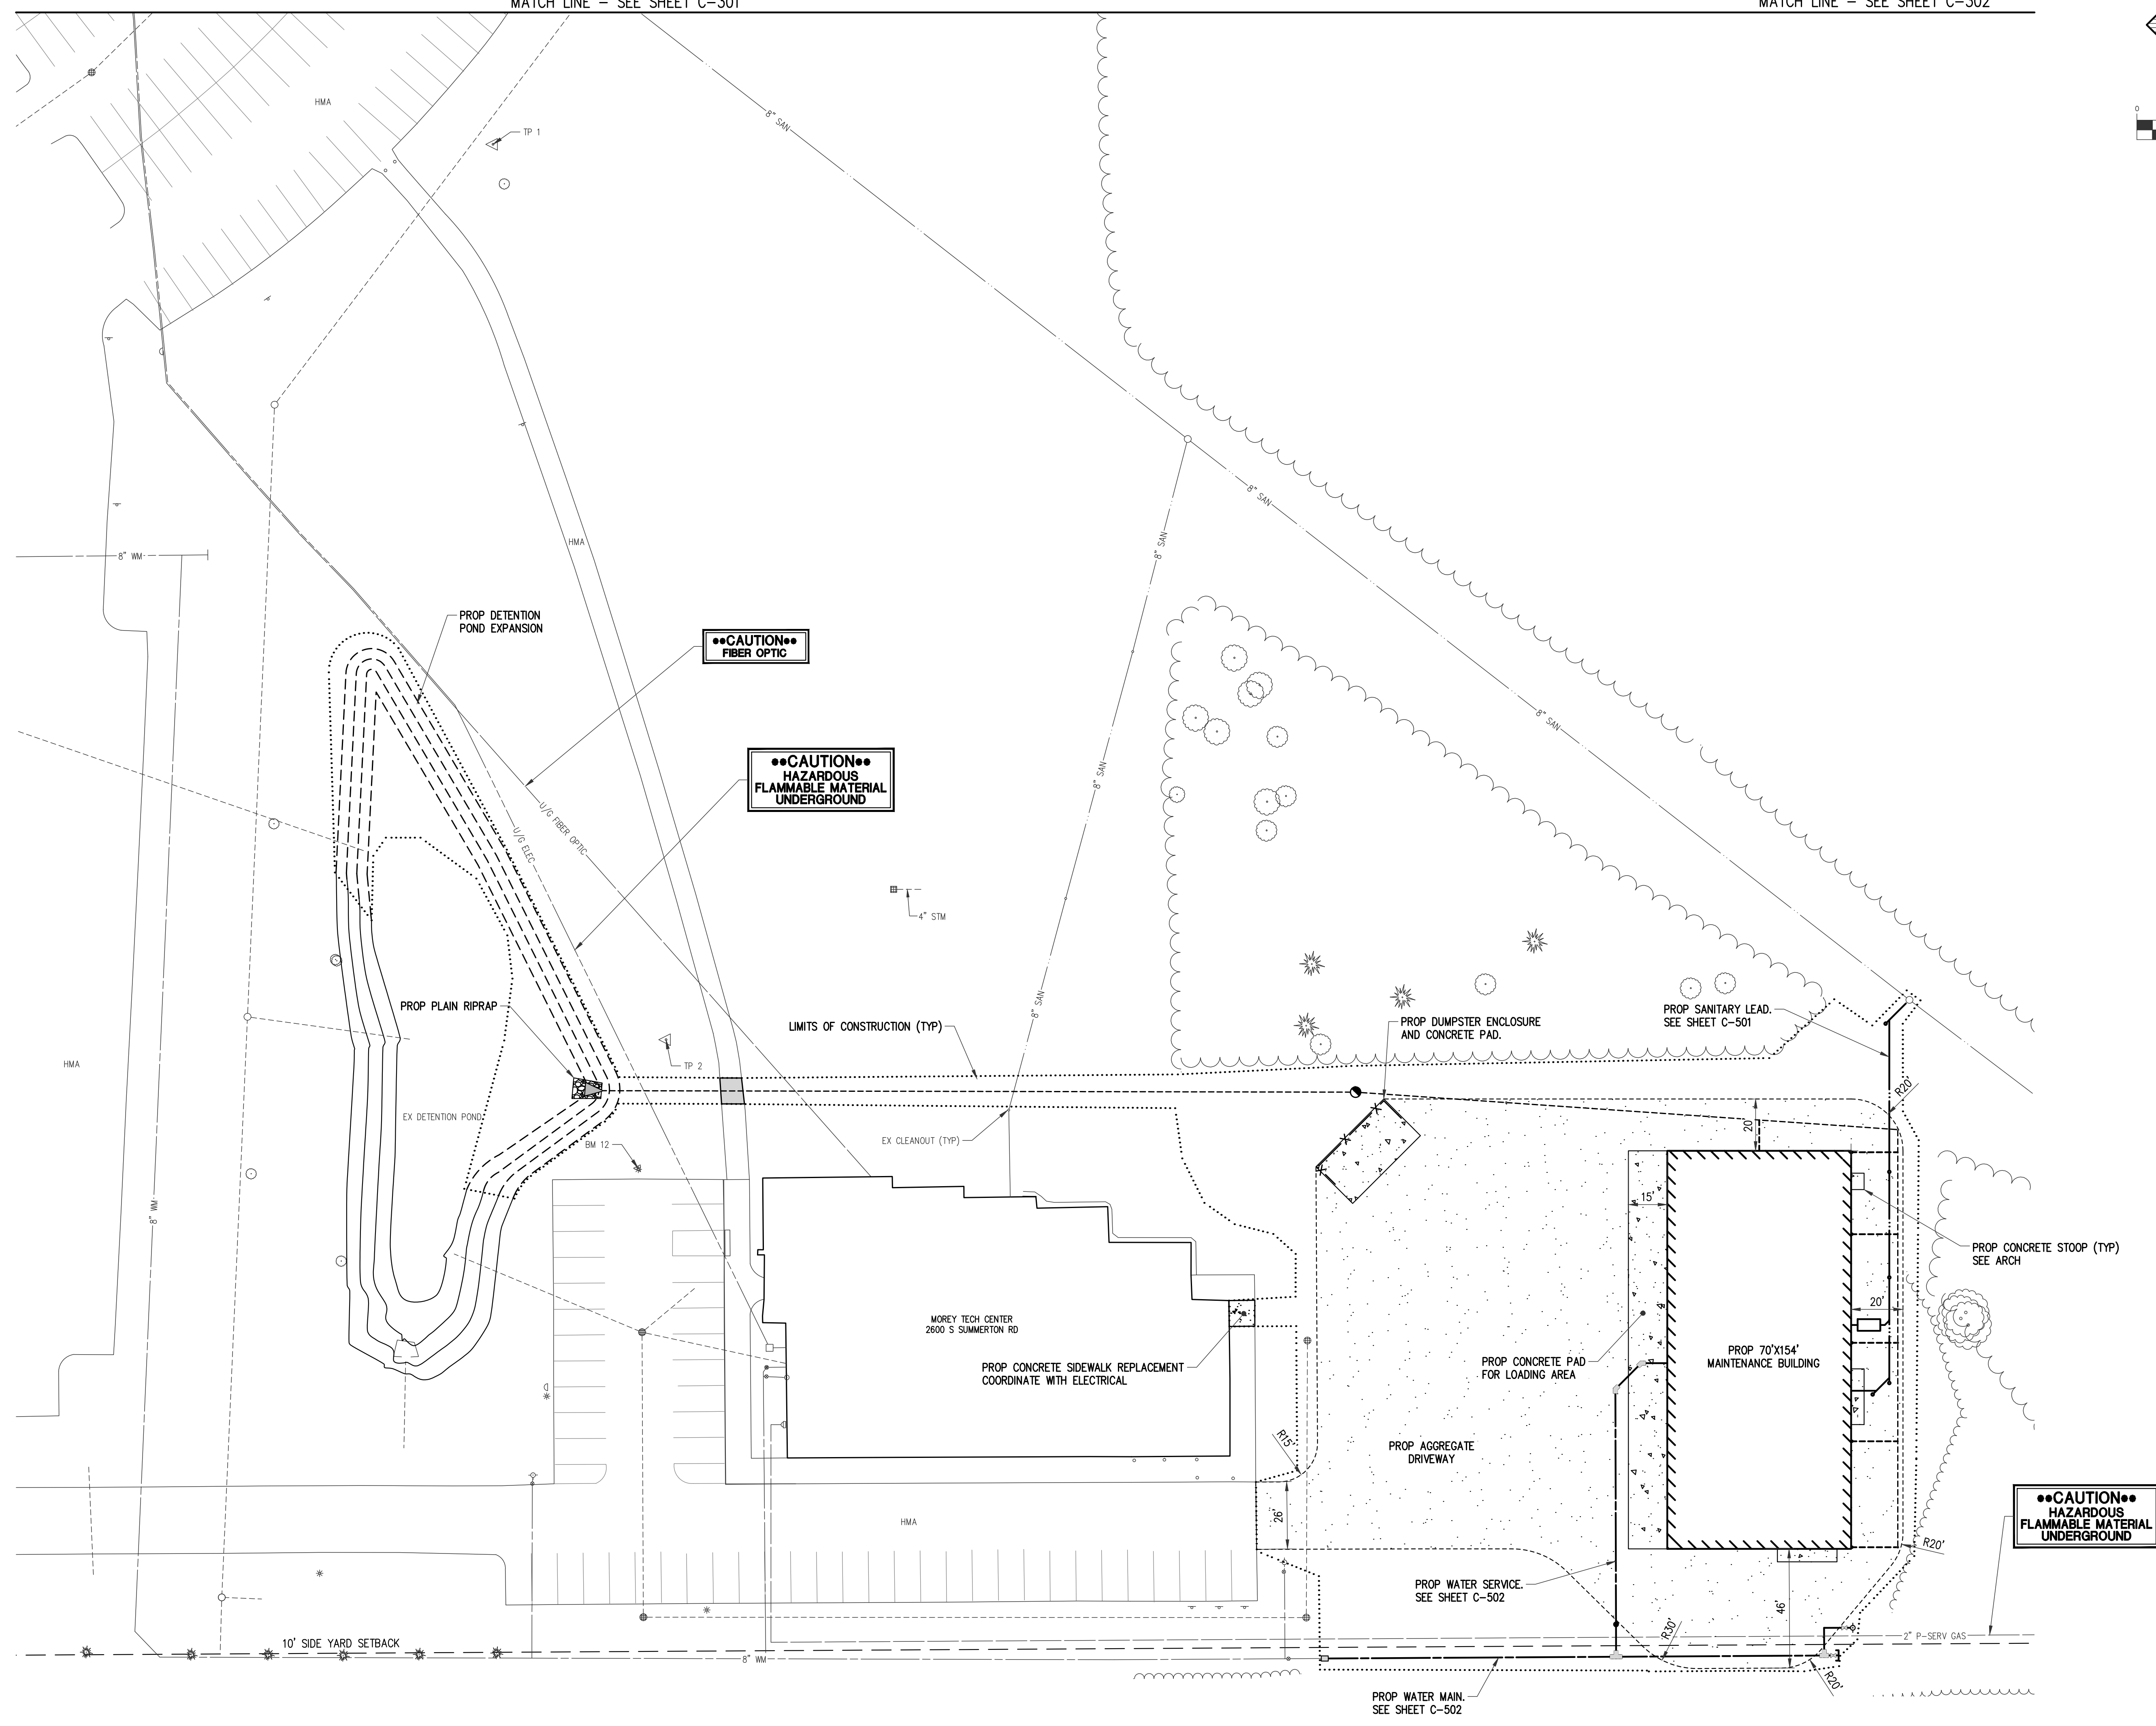 MATCH LINE – SEE SHEET C-301
MATCH LINE – SEE SHEET C-302
0
HMA
TP 1
8" SAN
8" SAN
8" SAN
8" SAN
8" SAN
8" SAN
HMA
8" WM
PROP DETENTION
POND EXPANSION
••CAUTION••
FIBER OPTIC
••CAUTION••
HAZARDOUS
FLAMMABLE MATERIAL
UNDERGROUND
U/G FIBER OPTIC
U/G ELEC
4" STM
PROP PLAIN RIPRAP
LIMITS OF CONSTRUCTION (TYP)
PROP DUMPSTER ENCLOSURE
AND CONCRETE PAD.
PROP SANITARY LEAD.
SEE SHEET C-501
HMA
TP 2
R20'
EX DETENTION POND
BM 12
EX CLEANOUT (TYP)
20'
15'
8" WM
PROP CONCRETE STOOP (TYP)
SEE ARCH
20'
MOREY TECH CENTER
2600 S SUMMERTON RD
PROP CONCRETE SIDEWALK REPLACEMENT
COORDINATE WITH ELECTRICAL
PROP CONCRETE PAD
FOR LOADING AREA
PROP 70'X154'
MAINTENANCE BUILDING
R15'
PROP AGGREGATE
DRIVEWAY
26'
HMA
••CAUTION••
HAZARDOUS
FLAMMABLE MATERIAL
UNDERGROUND
R20'
PROP WATER SERVICE.
SEE SHEET C-502
46'
R30'
10' SIDE YARD SETBACK
2" P-SERV GAS
8" WM
R20'
PROP WATER MAIN.
SEE SHEET C-502